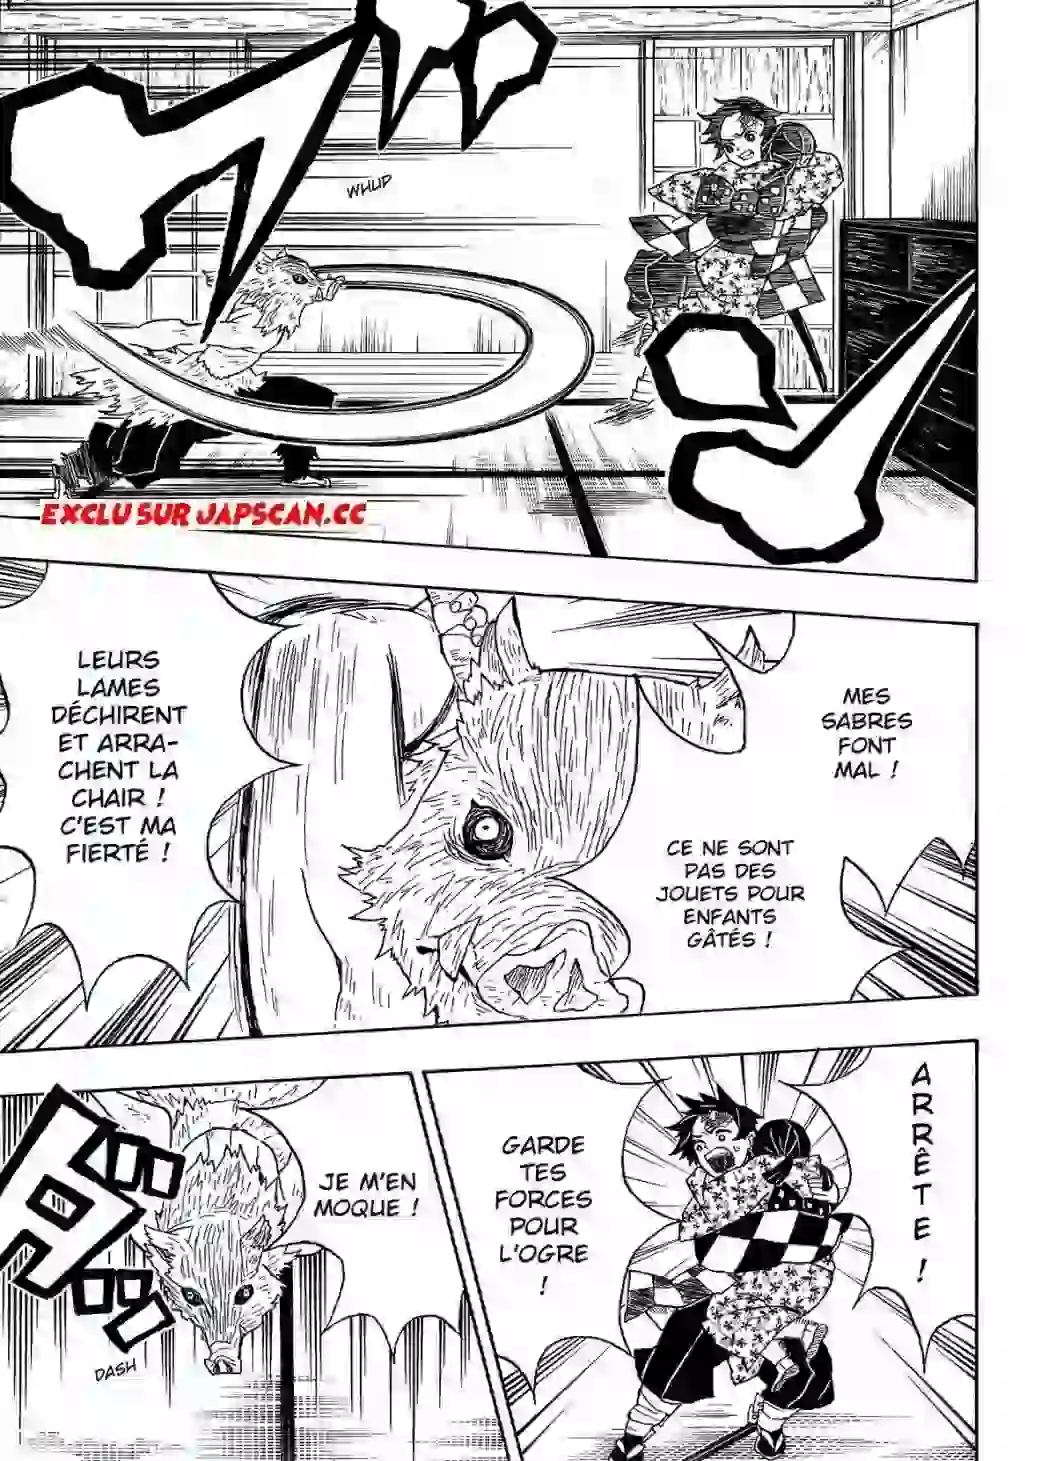 WHUP
EXCLU SUR JAPSCAN.CC
MES
SABRES
FONT
MAL !
CE NE SONT
PAS DES
JOUETS POUR
ENFANTS
GÂTÉS !
LEURS
LAMES
DÉCHIRENT
ET ARRA-
CHENT LA
CHAIR !
C'EST MA
FIERTÉ !
ARRÊTE !
GARDE
TES
FORCES
POUR
L'OGRE
!
JE M'EN
MOQUE !
DASH